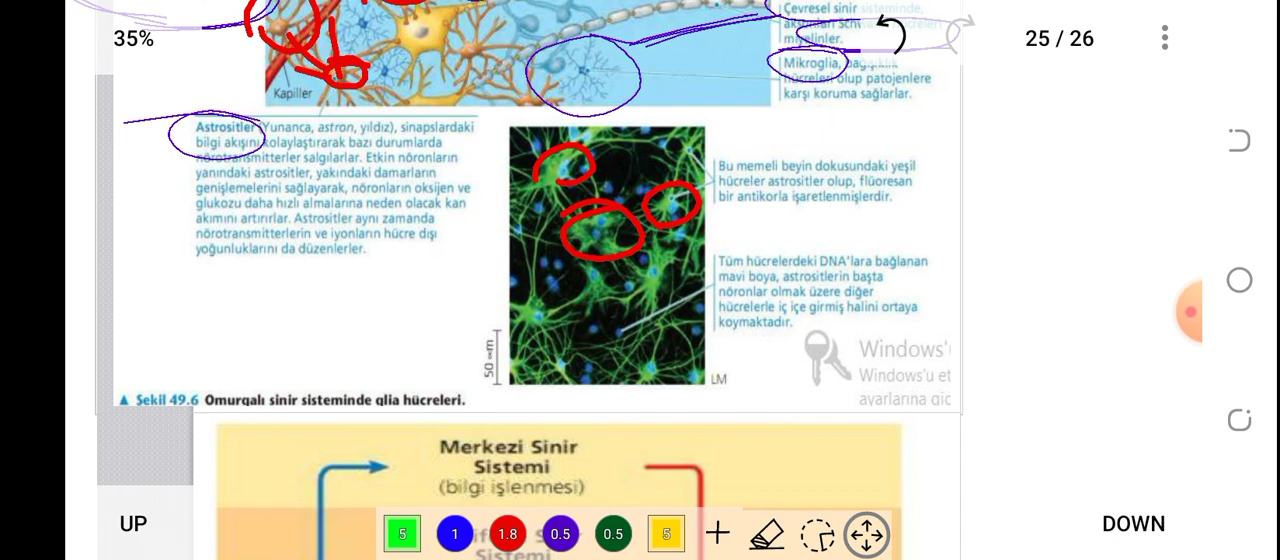 35%
25 / 26
Çevresel sinir sisteminde,
miyelinler.
Mikroglia, bağışıklık
hücreleri olup patojenlere
karşı koruma sağlarlar.
Kapiller
Astrositler (Yunanca, astron, yıldız), sinapslardaki
bilgi akışını kolaylaştırarak bazı durumlarda
nörotransmitterler salgılarlar. Etkin nöronların
yanındaki astrositler, yakındaki damarların
genişlemelerini sağlayarak, nöronların oksijen ve
glukozu daha hızlı almalarına neden olacak kan
akımını artırırlar. Astrositler aynı zamanda
nörotransmitterlerin ve iyonların hücre dışı
yoğunluklarını da düzenlerler.
Bu memeli beyin dokusundaki yeşil
hücreler astrositler olup, flüoresan
bir antikorla işaretlenmişlerdir.
Tüm hücrelerdeki DNA'lara bağlanan
mavi boya, astrositlerin başta
nöronlar olmak üzere diğer
hücrelerle iç içe girmiş halini ortaya
koymaktadır.
50 ∞m
LM
Windows'
Windows'u et
ayarlarına gid
▲ Şekil 49.6 Omurgalı sinir sisteminde glia hücreleri.
Merkezi Sinir
Sistemi
(bilgi işlenmesi)
Sistemi
UP
5
1
1.8
0.5
0.5
5
DOWN